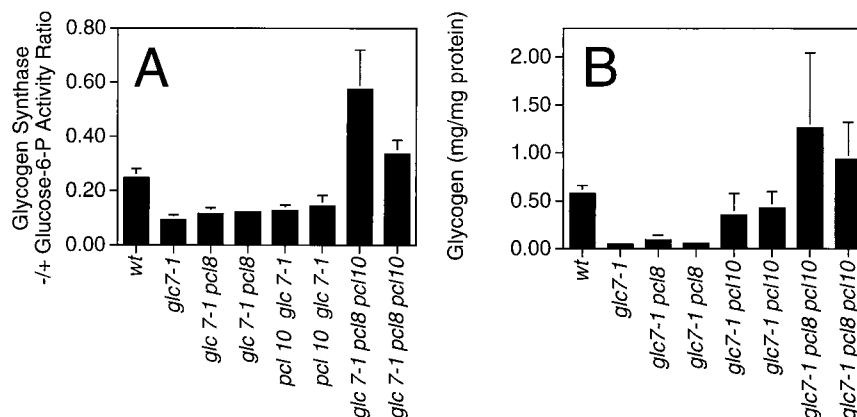 A
Glycogen Synthase
-/+ Glucose-6-P Activity Ratio
0.80
0.60
0.40
0.20
0.00
wt
glc7-1
glc 7-1 pcl8
glc 7-1 pcl8
pcl 10 glc 7-1
pcl 10 glc 7-1
glc 7-1 pcl8 pcl10
glc 7-1 pcl8 pcl10
B
Glycogen (mg/mg protein)
2.00
1.50
1.00
0.50
0.00
wt
glc7-1
glc7-1 pcl8
glc7-1 pcl8
glc7-1 pcl10
glc7-1 pcl10
glc7-1 pcl8 pcl10
glc7-1 pcl8 pcl10